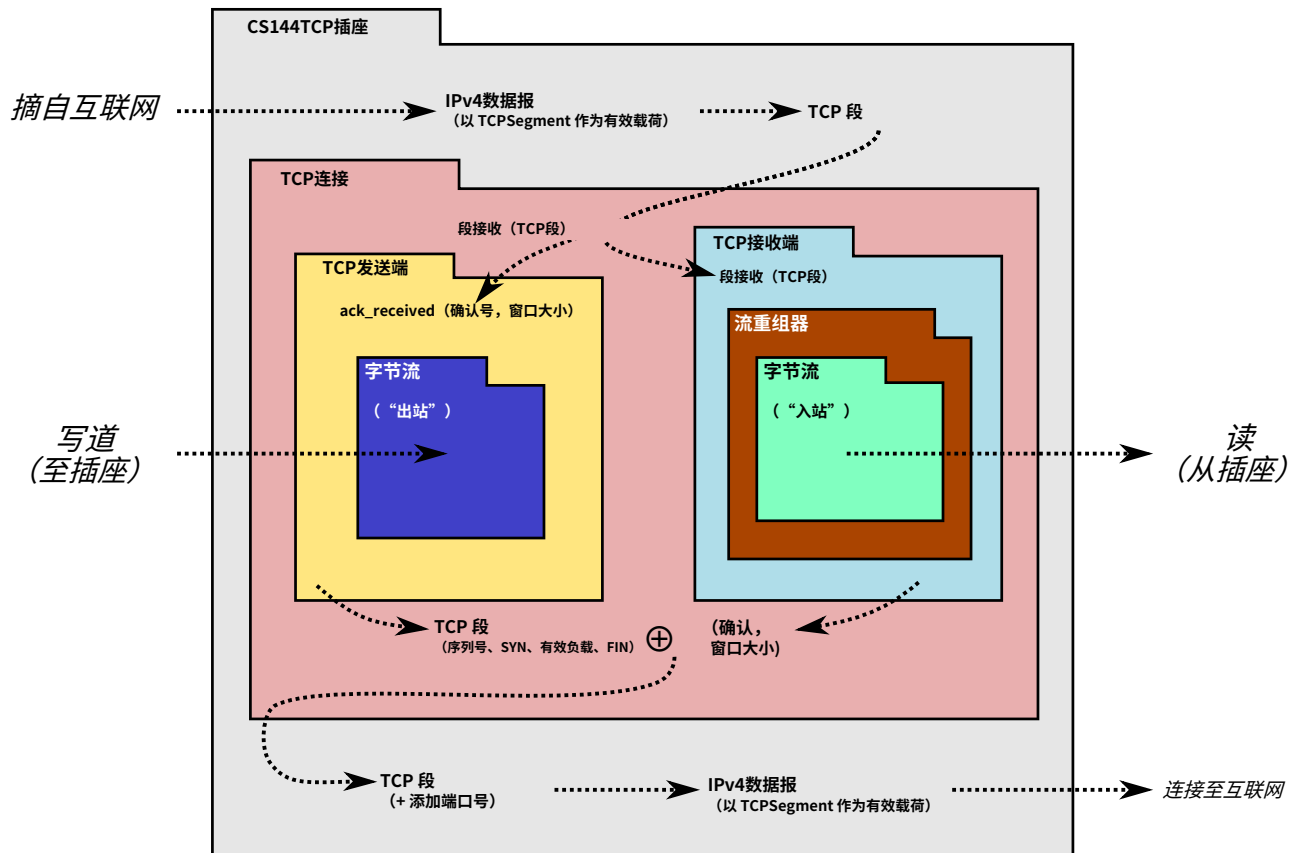 CS144TCP插座
摘自互联网
IPv4数据报
（以 TCPSegment 作为有效载荷）
TCP 段
TCP连接
段接收（TCP段）
TCP接收端
段接收（TCP段）
TCP发送端
ack_received（确认号，窗口大小）
流重组器
字节流
（“出站”）
字节流
（“入站”）
写道
（至插座）
读
（从插座）
TCP 段
（序列号、SYN、有效负载、FIN）
（确认，
窗口大小)
TCP 段
（+ 添加端口号）
IPv4数据报
（以 TCPSegment 作为有效载荷）
连接至互联网